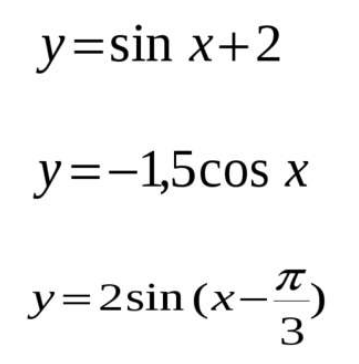 y=sin x+2
y=−1,5cos x
y=2sin(x−π/3)